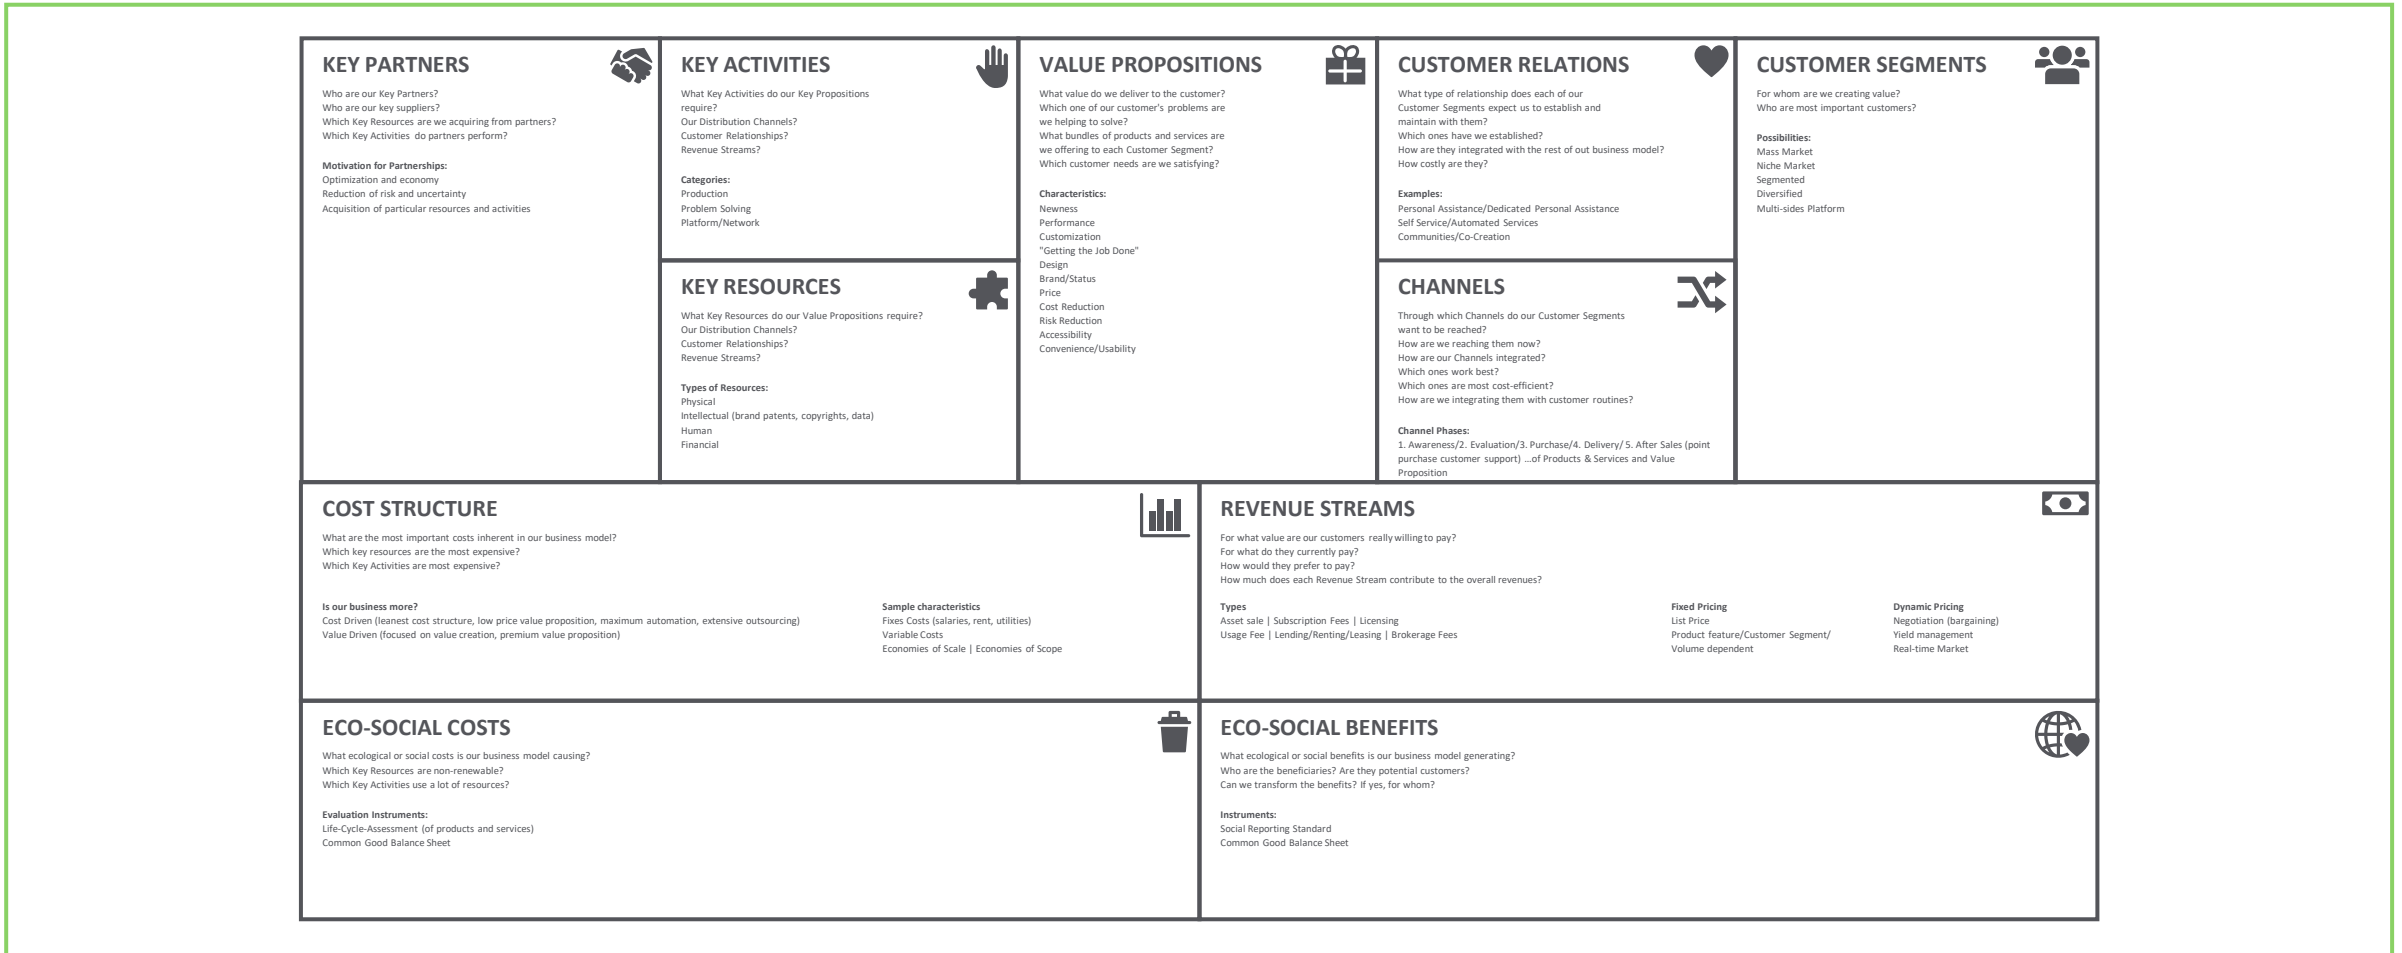 KEY PARTNERS
Who are our Key Partners?
Who are our key suppliers?
Which Key Resources are we acquiring from partners?
Which Key Activities do partners perform?
Motivation for Partnerships:
Optimization and economy
Reduction of risk and uncertainty
Acquisition of particular resources and activities
KEY ACTIVITIES
What Key Activities do our Key Propositions
require?
Our Distribution Channels?
Customer Relationships?
Revenue Streams?
Categories:
Production
Problem Solving
Platform/Network
KEY RESOURCES
What Key Resources do our Value Propositions require?
Our Distribution Channels?
Customer Relationships?
Revenue Streams?
Types of Resources:
Physical
Intellectual (brand patents, copyrights, data)
Human
Financial
VALUE PROPOSITIONS
What value do we deliver to the customer?
Which one of our customer's problems are
we helping to solve?
What bundles of products and services are
we offering to each Customer Segment?
Which customer needs are we satisfying?
Characteristics:
Newness
Performance
Customization
"Getting the Job Done"
Design
Brand/Status
Price
Cost Reduction
Risk Reduction
Accessibility
Convenience/Usability
CUSTOMER RELATIONS
What type of relationship does each of our
Customer Segments expect us to establish and
maintain with them?
Which ones have we established?
How are they integrated with the rest of out business model?
How costly are they?
Examples:
Personal Assistance/Dedicated Personal Assistance
Self Service/Automated Services
Communities/Co-Creation
CHANNELS
Through which Channels do our Customer Segments
want to be reached?
How are we reaching them now?
How are our Channels integrated?
Which ones work best?
Which ones are most cost-efficient?
How are we integrating them with customer routines?
Channel Phases:
1. Awareness/2. Evaluation/3. Purchase/4. Delivery/ 5. After Sales (point
purchase customer support) ...of Products & Services and Value
Proposition
CUSTOMER SEGMENTS
For whom are we creating value?
Who are most important customers?
Possibilities:
Mass Market
Niche Market
Segmented
Diversified
Multi-sides Platform
COST STRUCTURE
What are the most important costs inherent in our business model?
Which key resources are the most expensive?
Which Key Activities are most expensive?
Is our business more?
Cost Driven (leanest cost structure, low price value proposition, maximum automation, extensive outsourcing)
Value Driven (focused on value creation, premium value proposition)
Sample characteristics
Fixes Costs (salaries, rent, utilities)
Variable Costs
Economies of Scale | Economies of Scope
REVENUE STREAMS
For what value are our customers really willing to pay?
For what do they currently pay?
How would they prefer to pay?
How much does each Revenue Stream contribute to the overall revenues?
Types
Asset sale | Subscription Fees | Licensing
Usage Fee | Lending/Renting/Leasing | Brokerage Fees
Fixed Pricing
List Price
Product feature/Customer Segment/
Volume dependent
Dynamic Pricing
Negotiation (bargaining)
Yield management
Real-time Market
ECO-SOCIAL COSTS
What ecological or social costs is our business model causing?
Which Key Resources are non-renewable?
Which Key Activities use a lot of resources?
Evaluation Instruments:
Life-Cycle-Assessment (of products and services)
Common Good Balance Sheet
ECO-SOCIAL BENEFITS
What ecological or social benefits is our business model generating?
Who are the beneficiaries? Are they potential customers?
Can we transform the benefits? If yes, for whom?
Instruments:
Social Reporting Standard
Common Good Balance Sheet